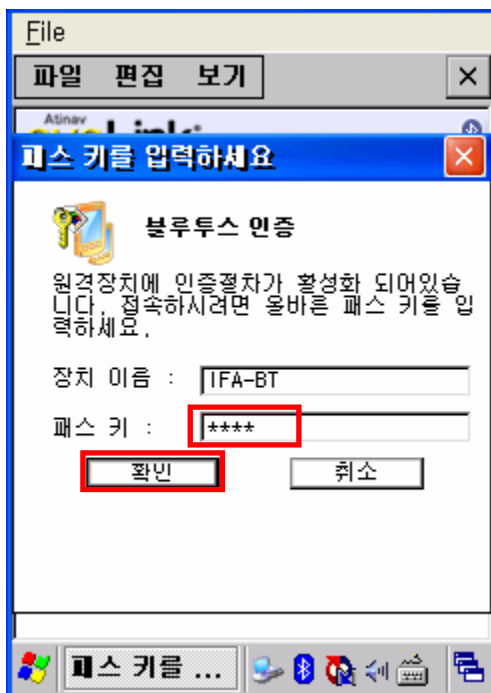 File
파일 편집 보기
Atinav
패스 키를 입력하세요
블루투스 인증
원격장치에 인증절차가 활성화 되어있습
니다. 접속하시려면 올바른 패스 키를 입
력하세요.
장치 이름 : IFA-BT
패스 키 : ****
확인 취소
패스 키를 ...